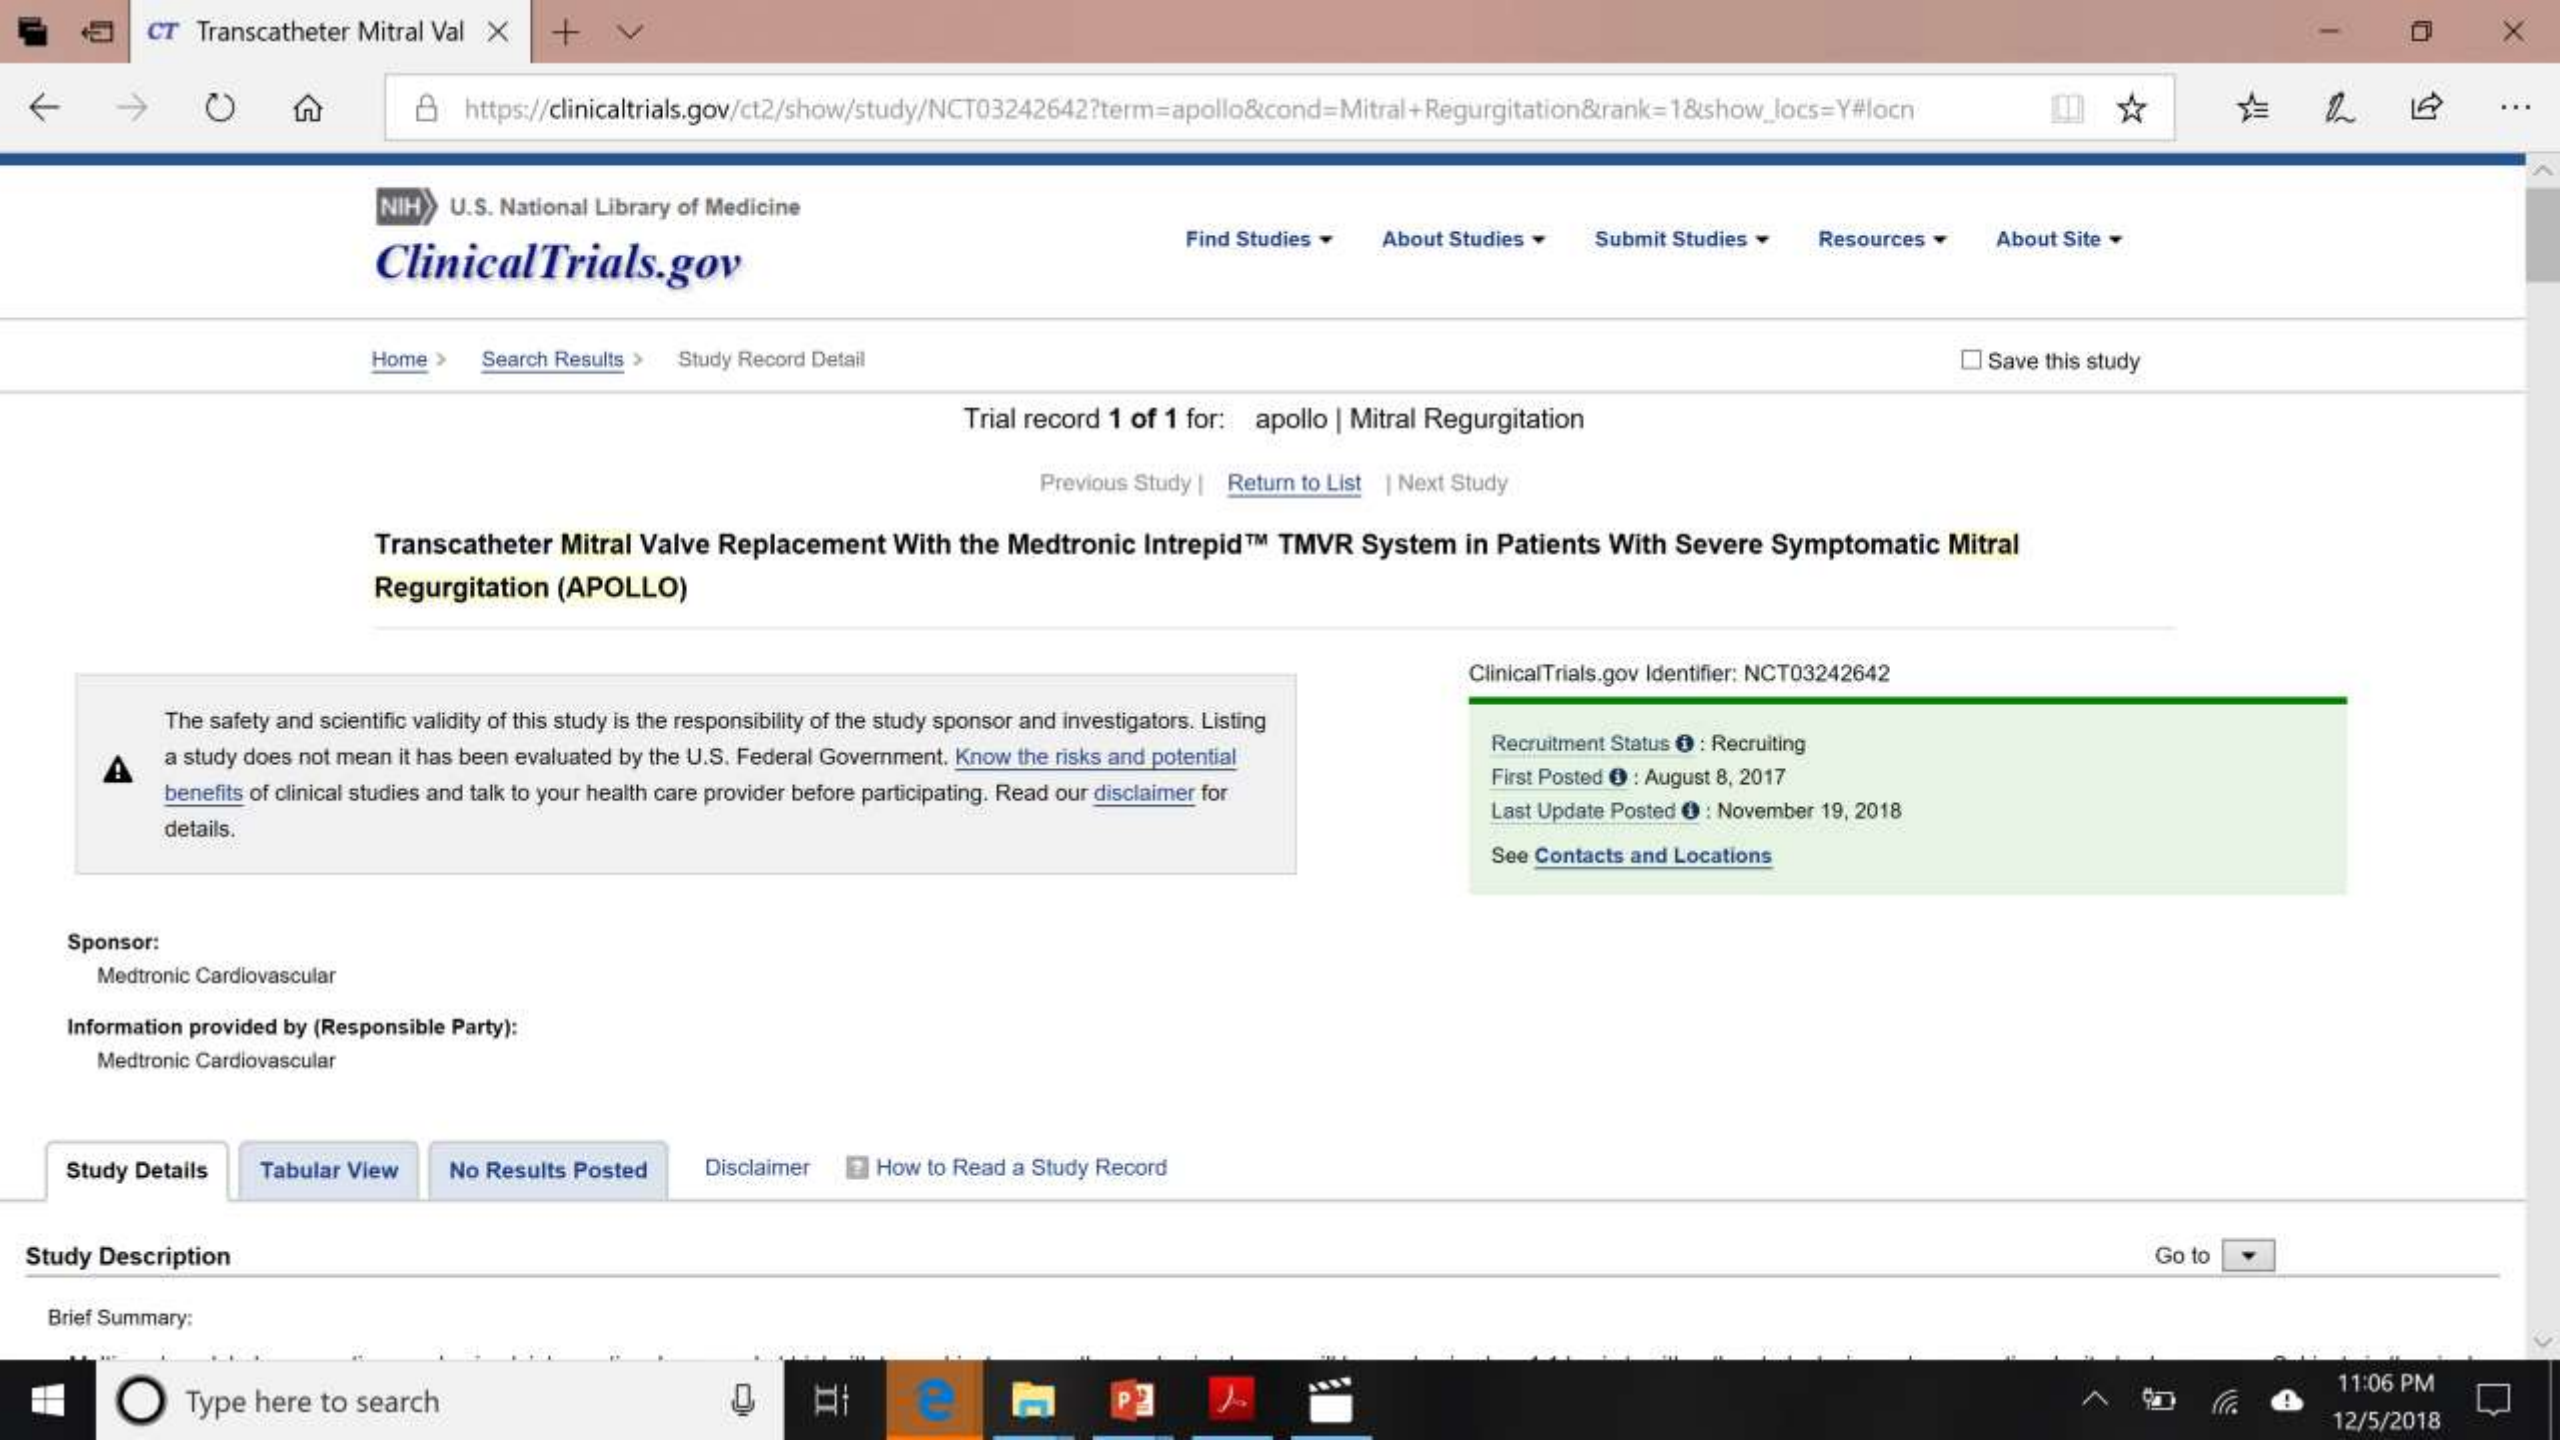 CT Transcatheter Mitral Val
https://clinicaltrials.gov/ct2/show/study/NCT03242642?term=apollo&cond=Mitral+Regurgitation&rank=1&show_locs=Y#locn
NIH U.S. National Library of Medicine
ClinicalTrials.gov
Find Studies About Studies Submit Studies Resources About Site
Home > Search Results > Study Record Detail
Save this study
Trial record 1 of 1 for: apollo | Mitral Regurgitation
Previous Study | Return to List | Next Study
Transcatheter Mitral Valve Replacement With the Medtronic Intrepid™ TMVR System in Patients With Severe Symptomatic Mitral
Regurgitation (APOLLO)
The safety and scientific validity of this study is the responsibility of the study sponsor and investigators. Listing
a study does not mean it has been evaluated by the U.S. Federal Government. Know the risks and potential
benefits of clinical studies and talk to your health care provider before participating. Read our disclaimer for
details.
ClinicalTrials.gov Identifier: NCT03242642
Recruitment Status : Recruiting
First Posted : August 8, 2017
Last Update Posted : November 19, 2018
See Contacts and Locations
Sponsor:
Medtronic Cardiovascular
Information provided by (Responsible Party):
Medtronic Cardiovascular
Study Details Tabular View No Results Posted Disclaimer ? How to Read a Study Record
Study Description
Go to
Brief Summary:
Type here to search
11:06 PM
12/5/2018